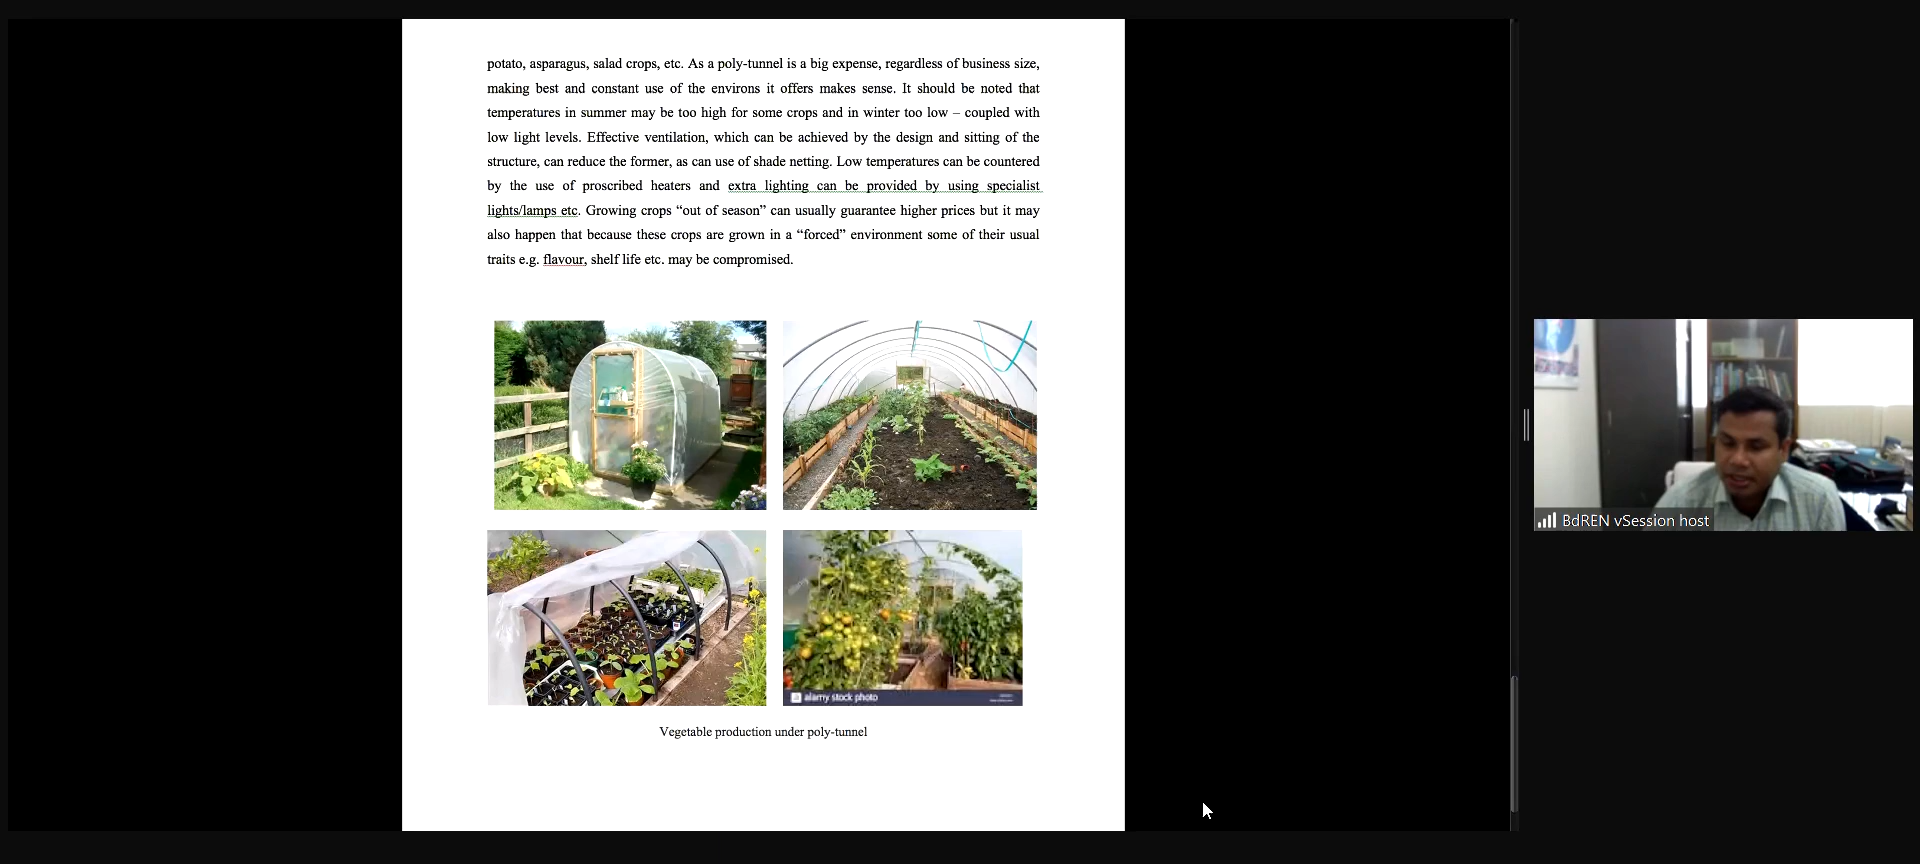 potato, asparagus, salad crops, etc. As a poly-tunnel is a big expense, regardless of business size,
making best and constant use of the environs it offers makes sense. It should be noted that
temperatures in summer may be too high for some crops and in winter too low – coupled with
low light levels. Effective ventilation, which can be achieved by the design and sitting of the
structure, can reduce the former, as can use of shade netting. Low temperatures can be countered
by the use of proscribed heaters and extra lighting can be provided by using specialist
lights/lamps etc. Growing crops “out of season” can usually guarantee higher prices but it may
also happen that because these crops are grown in a “forced” environment some of their usual
traits e.g. flavour, shelf life etc. may be compromised.
alamy stock photo
Vegetable production under poly-tunnel
BdREN vSession host